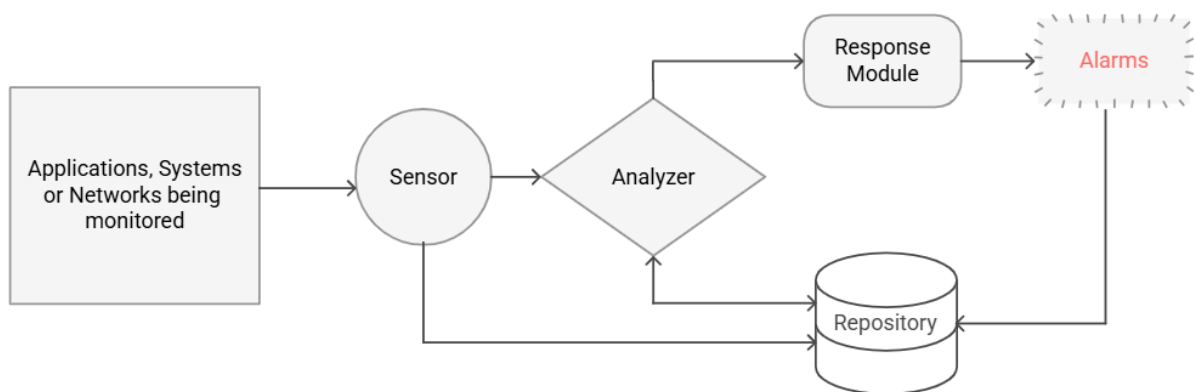 Applications, Systems
or Networks being
monitored
Sensor
Analyzer
Response
Module
Alarms
Repository